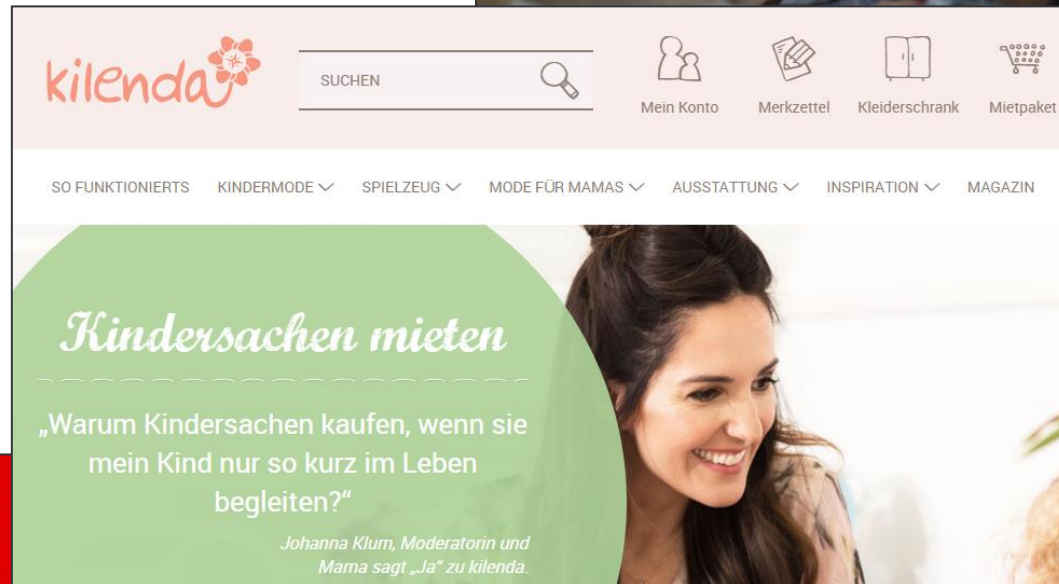 kilenda
SUCHEN
Mein Konto
Merkzettel
Kleiderschrank
Mietpaket
SO FUNKTIONIERTS
KINDERMODE
SPIELZEUG
MODE FÜR MAMAS
AUSSTATTUNG
INSPIRATION
MAGAZIN
Kindersachen mieten
„Warum Kindersachen kaufen, wenn sie
mein Kind nur so kurz im Leben
begleiten?“
Johanna Klum, Moderatorin und
Mama sagt „Ja“ zu kilenda.